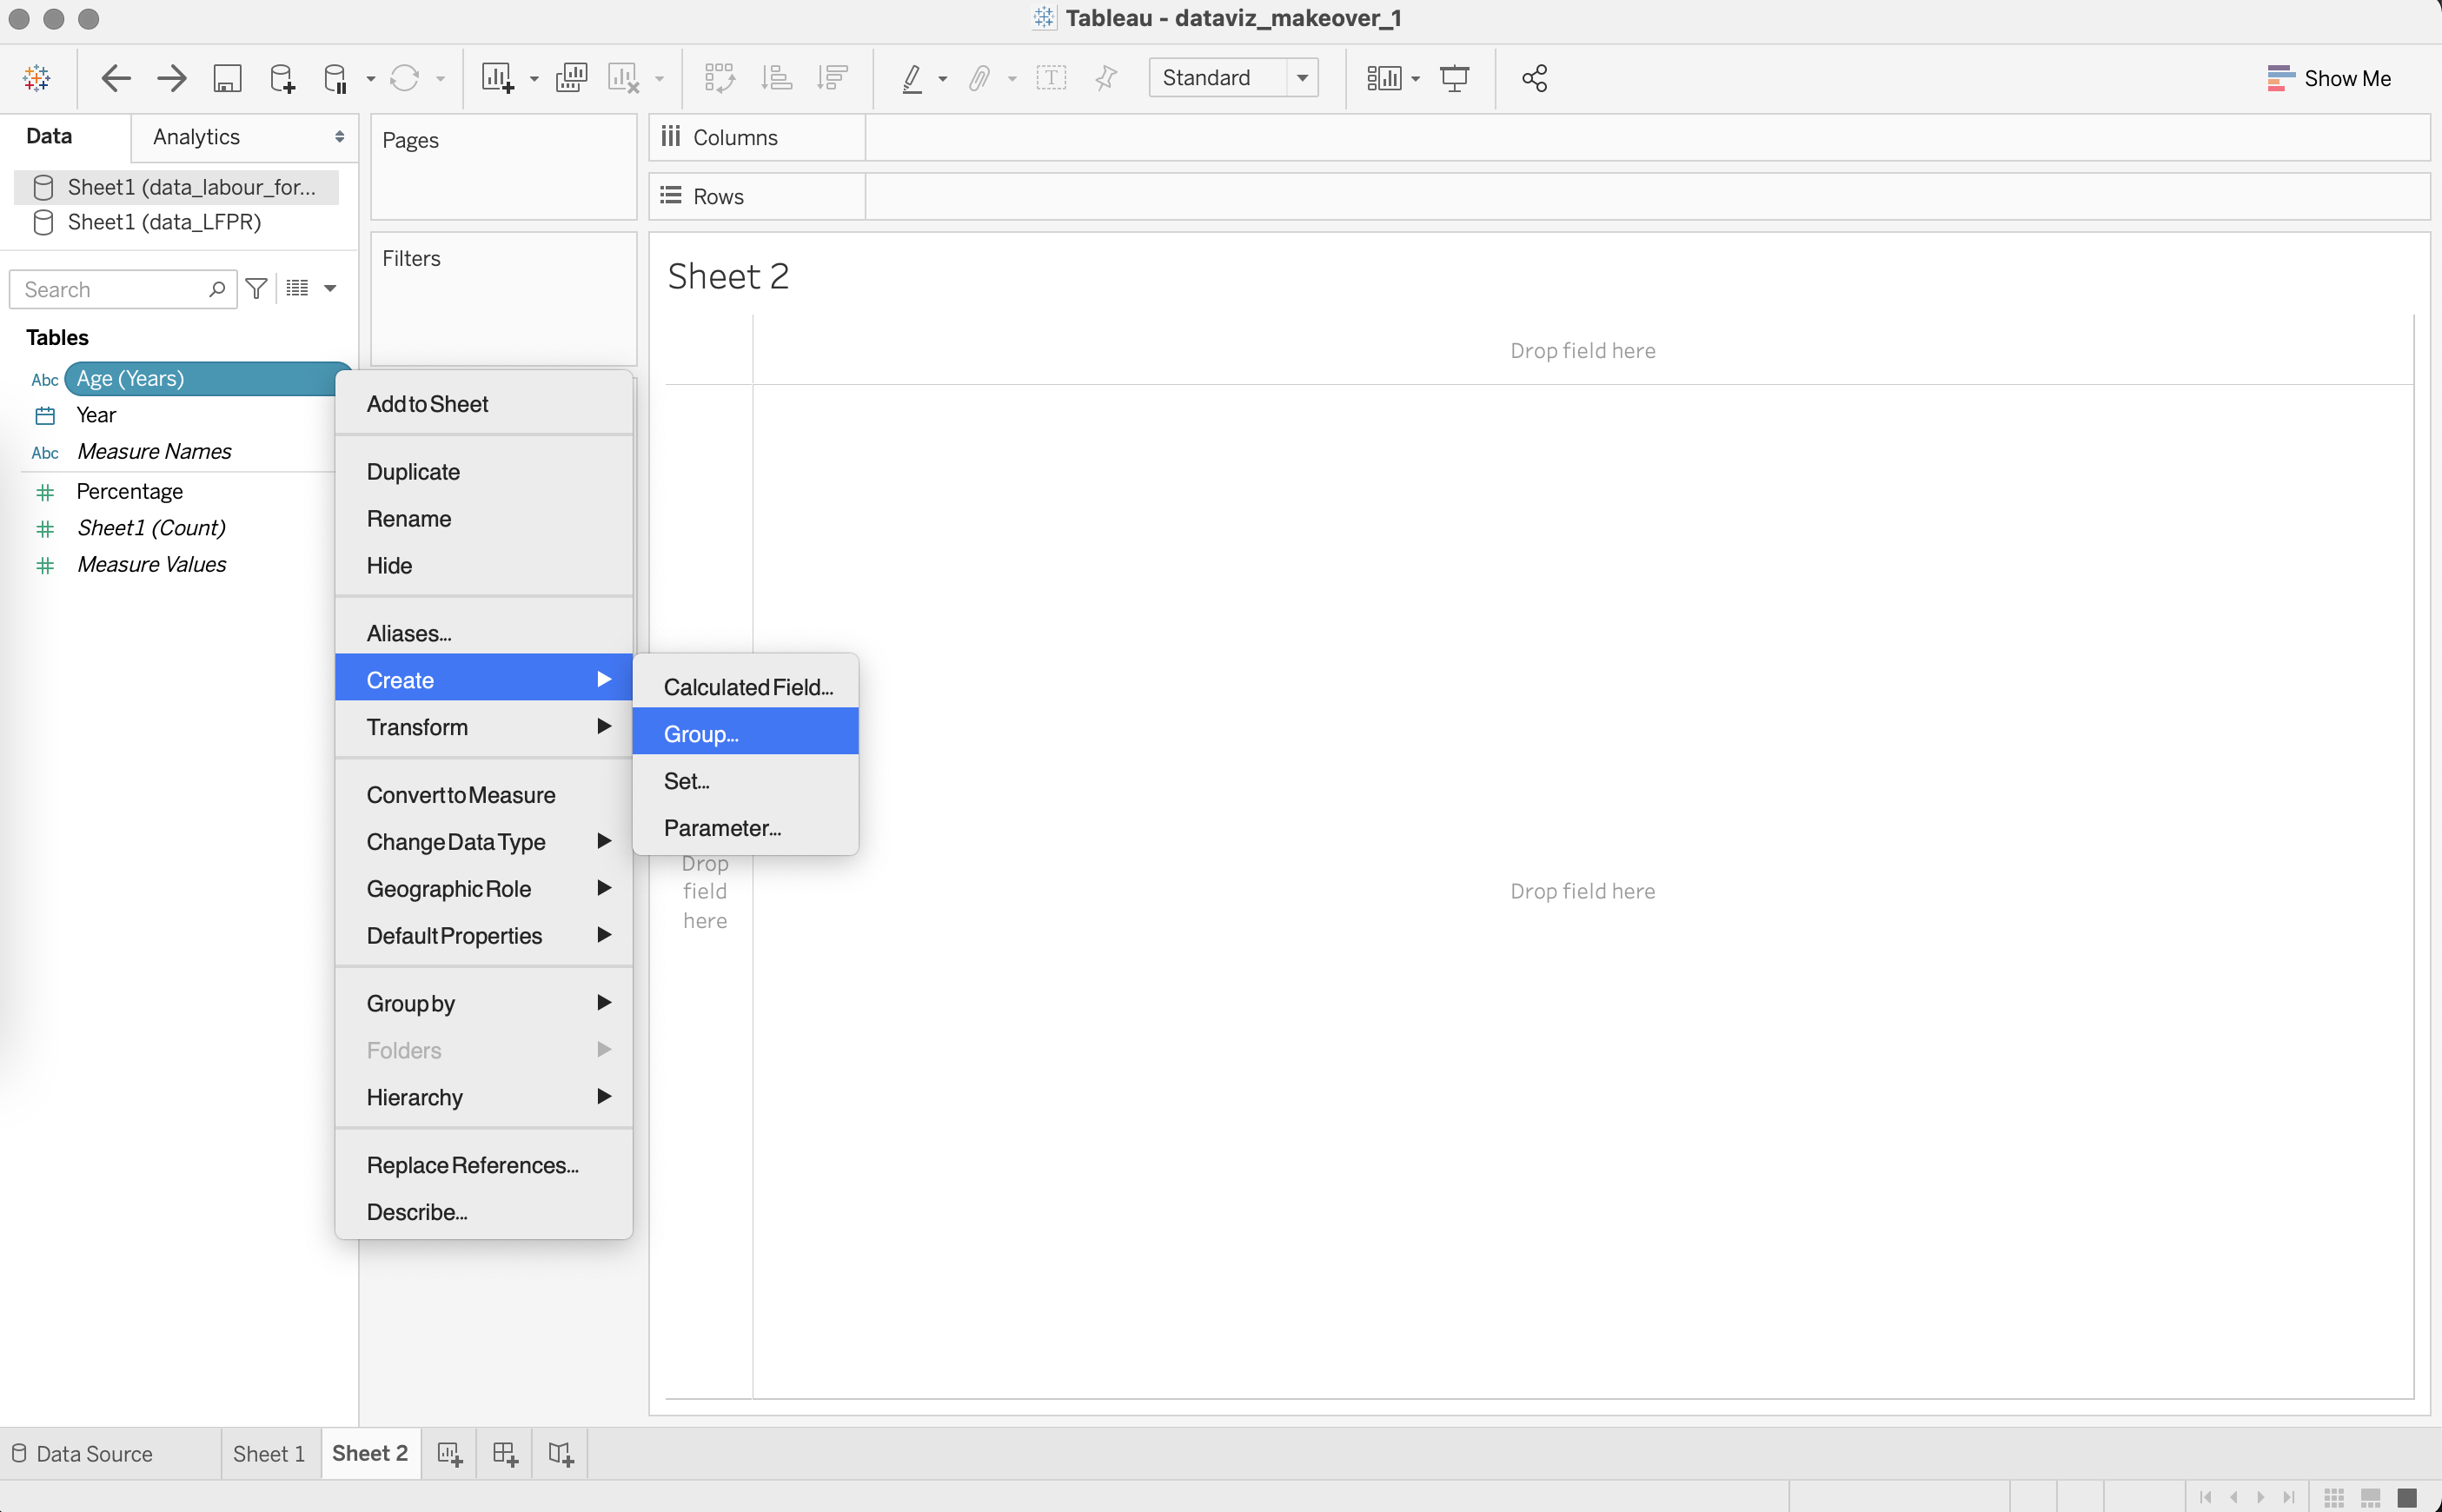 Tableau - dataviz_makeover_1
Standard
Show Me
Data
Analytics
Pages
Columns
Sheet1 (data_labour_for...
Rows
Sheet1 (data_LFPR)
Filters
Search
Sheet 2
Tables
Drop field here
Abc Age (Years)
Add to Sheet
Year
Abc Measure Names
Duplicate
Percentage
Rename
Sheet1 (Count)
Hide
Measure Values
Aliases...
Create
Calculated Field...
Transform
Group...
Set...
Convert to Measure
Parameter...
Change Data Type
Drop
field
here
Drop field here
Geographic Role
Default Properties
Group by
Folders
Hierarchy
Replace References...
Describe...
Data Source
Sheet 1
Sheet 2